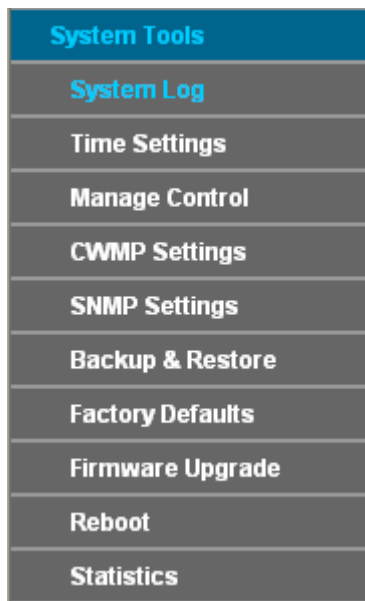 System Tools
System Log
Time Settings
Manage Control
CWMP Settings
SNMP Settings
Backup & Restore
Factory Defaults
Firmware Upgrade
Reboot
Statistics